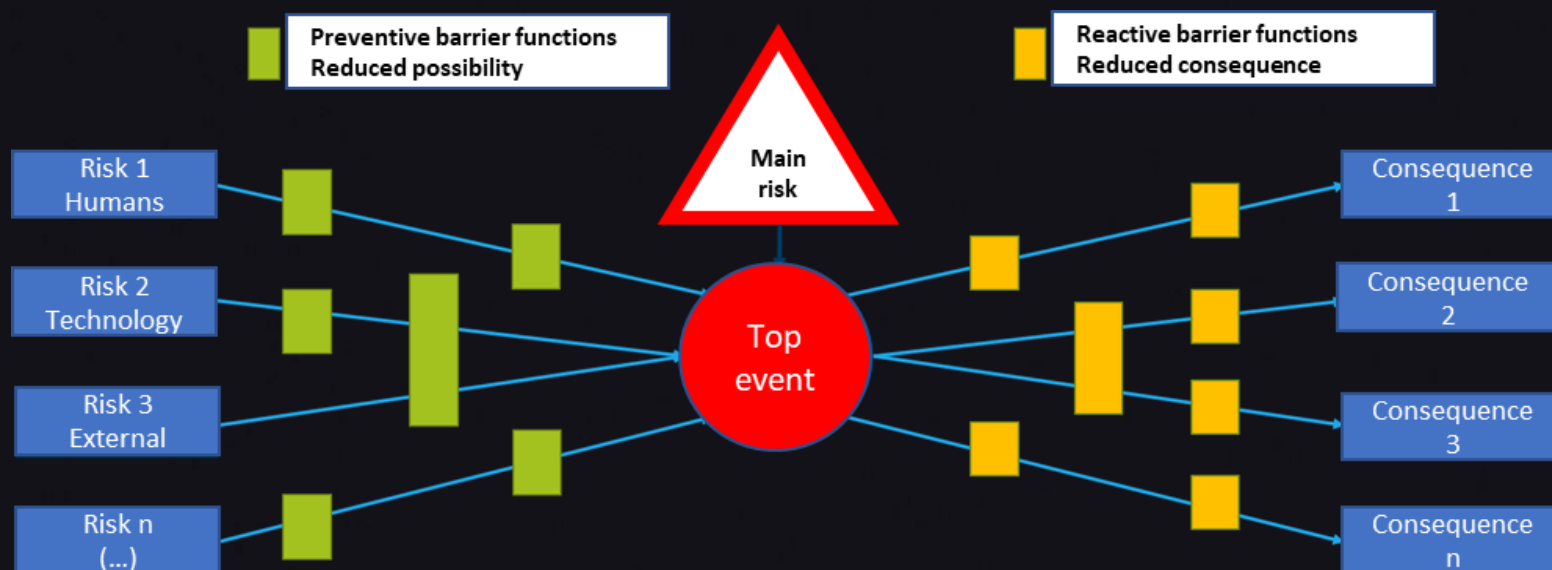 Preventive barrier functions
Reduced possibility
Reactive barrier functions
Reduced consequence
Main
risk
Risk 1
Humans
Consequence
1
Risk 2
Technology
Consequence
2
Top
event
Risk 3
External
Consequence
3
Risk n
(...)
Consequence
n